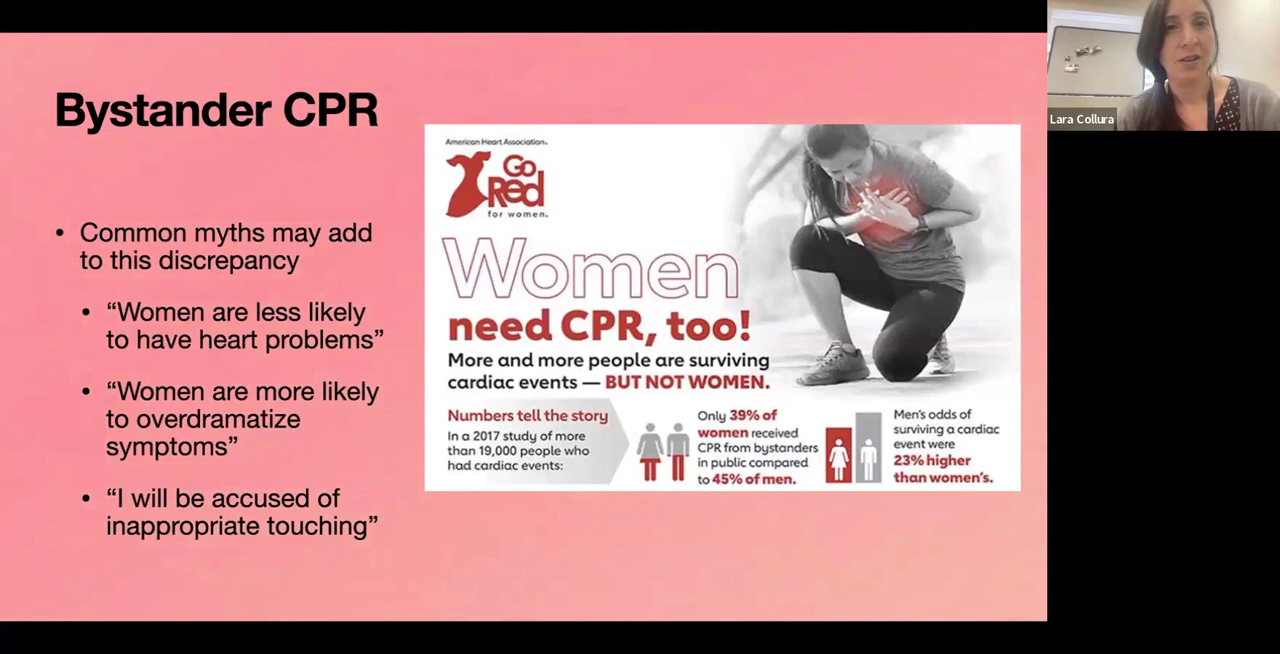 Bystander CPR
• Common myths may add
to this discrepancy
• “Women are less likely
to have heart problems”
• “Women are more likely
to overdramatize
symptoms”
• “I will be accused of
inappropriate touching”
American Heart Association.
Go
Red
for women.
Women
need CPR, too!
More and more people are surviving
cardiac events — BUT NOT WOMEN.
Numbers tell the story
In a 2017 study of more
than 19,000 people who
had cardiac events:
Only 39% of
women received
CPR from bystanders
in public compared
to 45% of men.
Men's odds of
surviving a cardiac
event were
23% higher
than women's.
Lara Collura